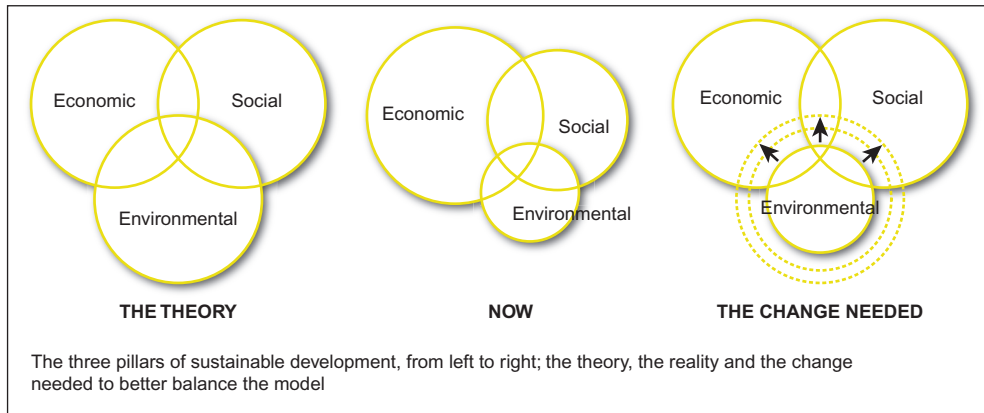 Economic
Social
Environmental
THE THEORY
Economic
Social
Environmental
NOW
Economic
Social
Environmental
THE CHANGE NEEDED
The three pillars of sustainable development, from left to right; the theory, the reality and the change
needed to better balance the model